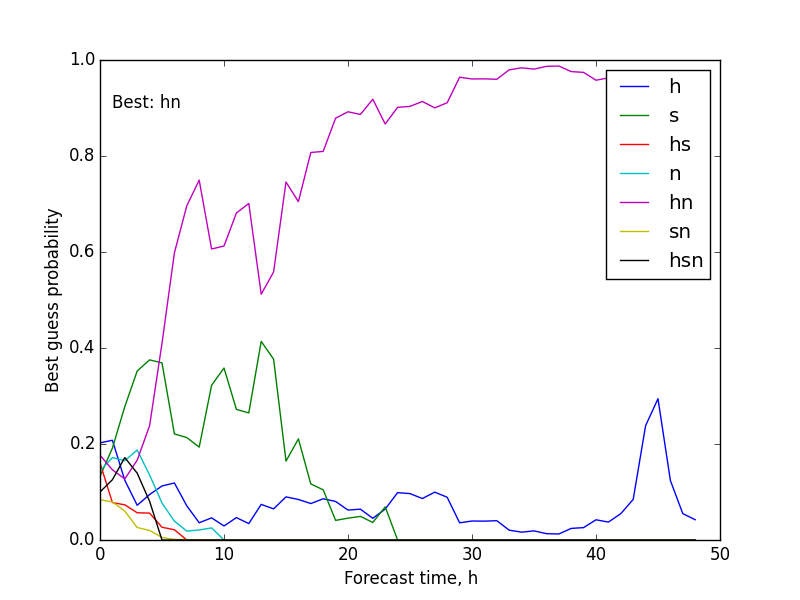 1.0
0.8
0.6
0.4
0.2
0.0
Best guess probability
Best: hn
h
s
hs
n
hn
sn
hsn
0 10 20 30 40 50
Forecast time, h